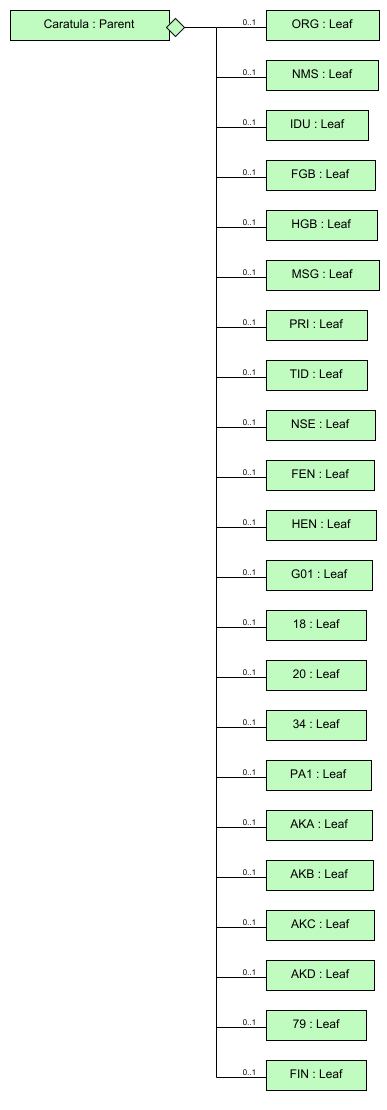 Caratula : Parent
0..1
ORG : Leaf
0..1
NMS : Leaf
0..1
IDU : Leaf
0..1
FGB : Leaf
0..1
HGB : Leaf
0..1
MSG : Leaf
0..1
PRI : Leaf
0..1
TID : Leaf
0..1
NSE : Leaf
0..1
FEN : Leaf
0..1
HEN : Leaf
0..1
G01 : Leaf
0..1
18 : Leaf
0..1
20 : Leaf
0..1
34 : Leaf
0..1
PA1 : Leaf
0..1
AKA : Leaf
0..1
AKB : Leaf
0..1
AKC : Leaf
0..1
AKD : Leaf
0..1
79 : Leaf
0..1
FIN : Leaf